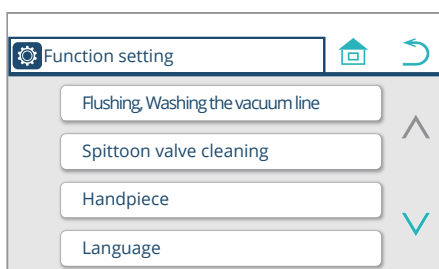 Function setting
Flushing, Washing the vacuum line
Spittoon valve cleaning
Handpiece
Language